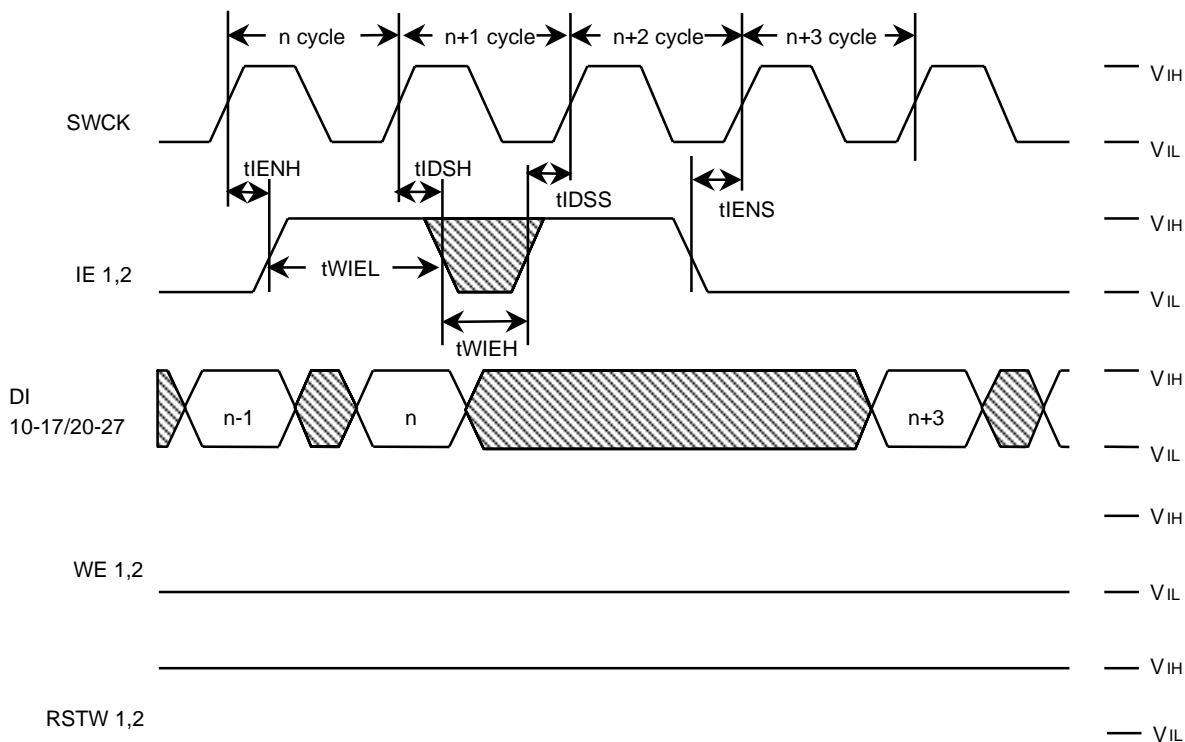 n cycle
n+1 cycle
n+2 cycle
n+3 cycle
VIH
SWCK
VIL
tIENH
tIDSH
tIDSS
tIENS
VIH
IE 1,2
tWIEL
VIL
tWIEH
DI
10-17/20-27
n-1
n
n+3
VIH
VIL
VIH
WE 1,2
VIL
VIH
RSTW 1,2
VIL